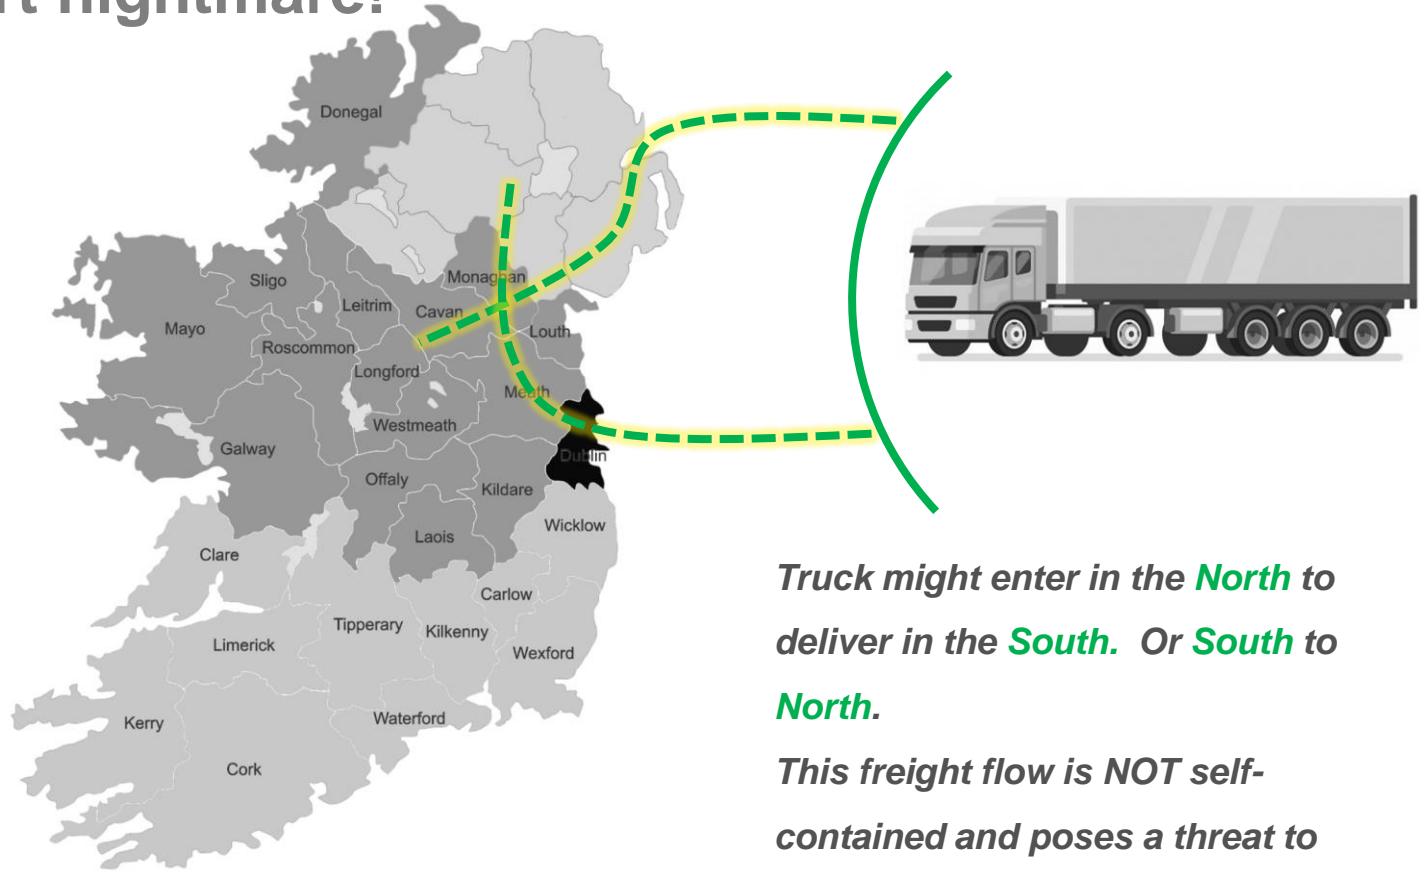 nightmare!
Donegal
Monaghan
Sligo
Leitrim
Cavan
Mayo
Louth
Roscommon
Longford
Meath
Westmeath
Galway
Dublin
Offaly
Kildare
Wicklow
Laois
Clare
Carlow
Tipperary
Kilkenny
Limerick
Wexford
Waterford
Kerry
Cork
Truck might enter in the North to
deliver in the South.  Or South to
North.
This freight flow is NOT self-
contained and poses a threat to